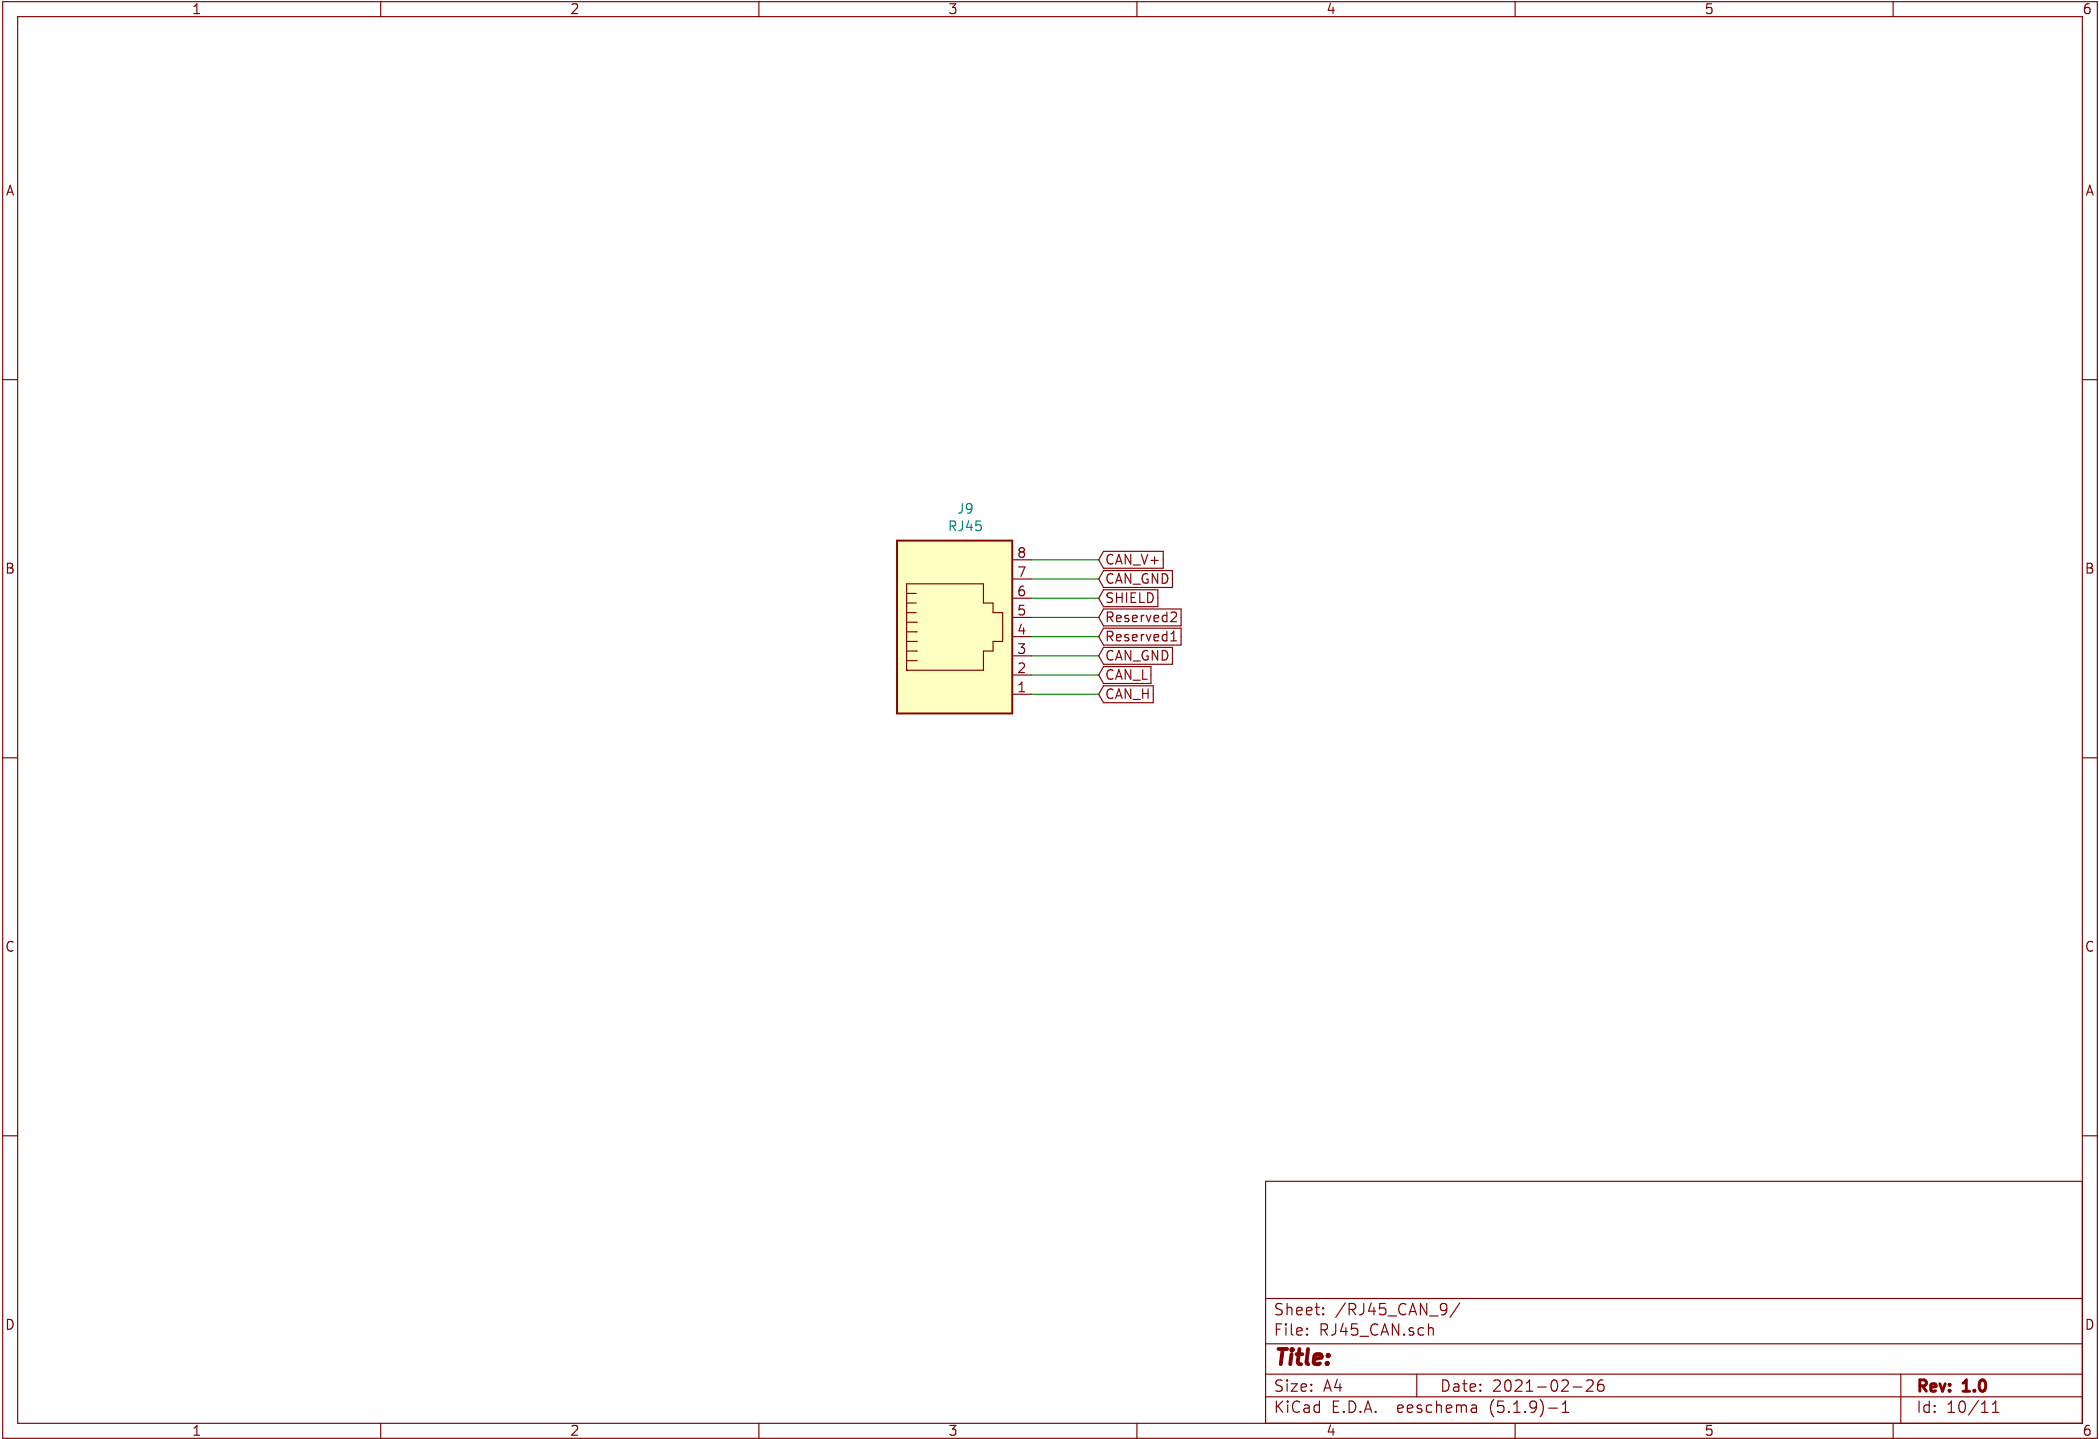 1 2 3 4 5 6
A A
J9
RJ45
8 CAN_V+
B 7 CAN_GND B
6 SHIELD
5 Reserved2
4 Reserved1
3 CAN_GND
2 CAN_L
1 CAN_H
C C
Sheet: /RJ45_CAN_9/
D D
File: RJ45_CAN.sch
Title:
Size: A4 Date: 2021-02-26 Rev: 1.0
KiCad E.D.A. eeschema (5.1.9)-1 Id: 10/11
1 2 3 4 5 6